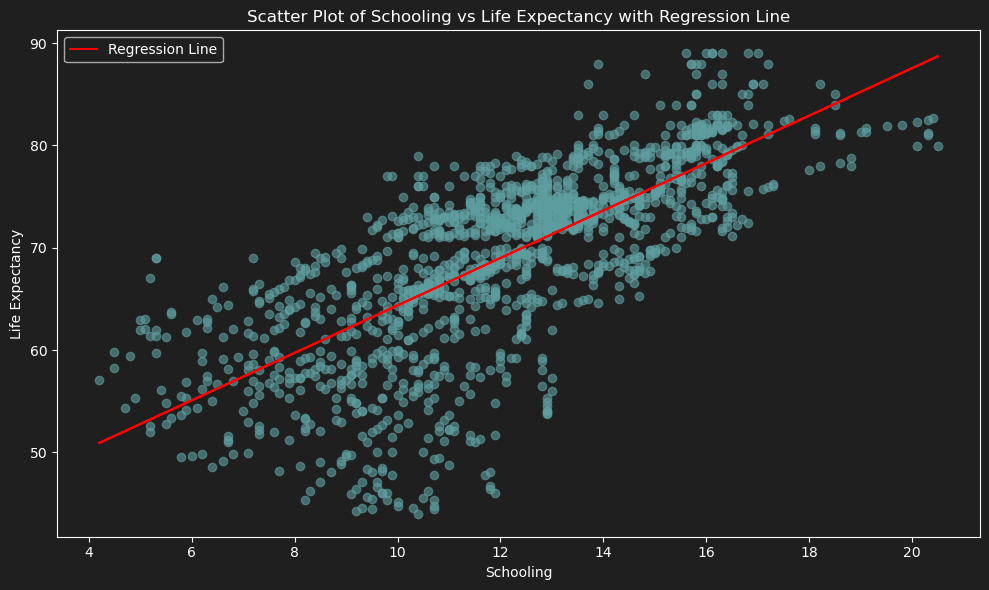 Scatter Plot of Schooling vs Life Expectancy with Regression Line
Regression Line
90
80
70
60
50
Life Expectancy
4 6 8 10 12 14 16 18 20
Schooling